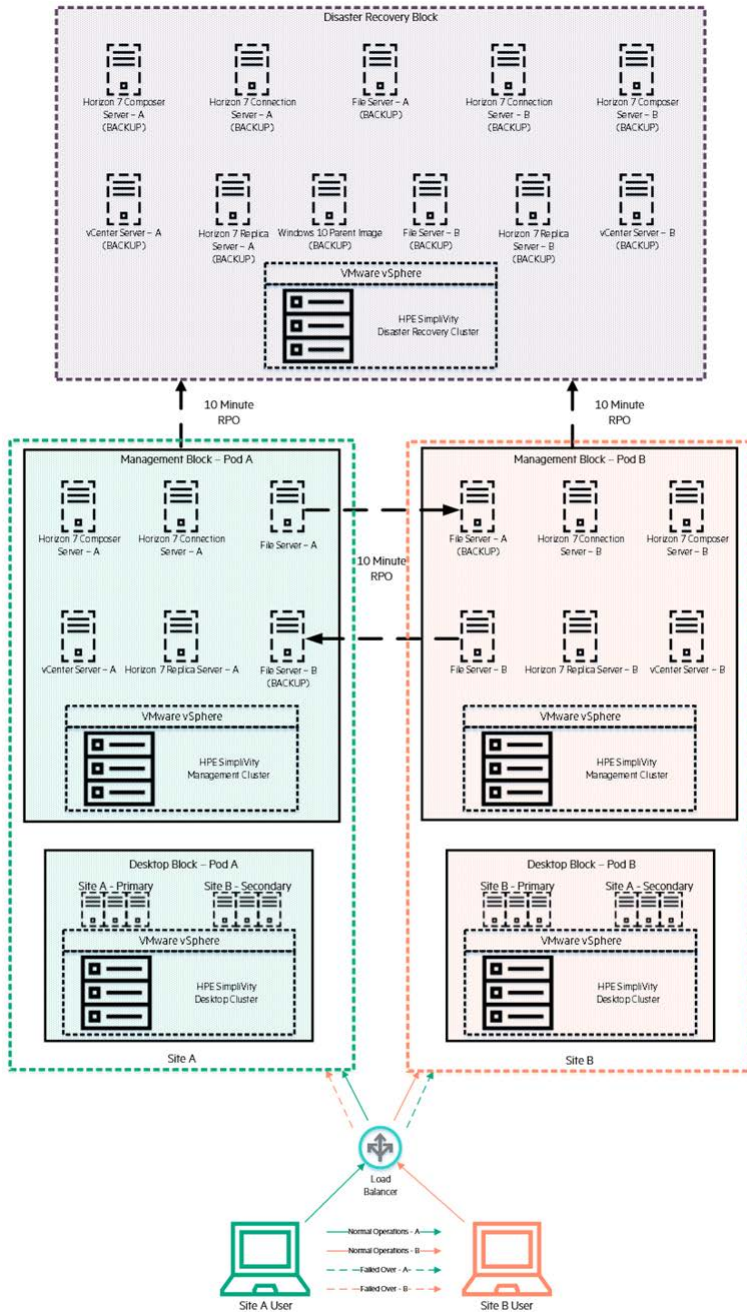 Disaster Recovery Block
Horizon 7 Composer
Server – A
(BACKUP)
Horizon 7 Connection
Server – A
(BACKUP)
File Server – A
(BACKUP)
Horizon 7 Connection
Server – B
(BACKUP)
Horizon 7 Composer
Server – B
(BACKUP)
vCenter Server – A
(BACKUP)
Horizon 7 Replica
Server – A
(BACKUP)
Windows 10 Parent Image
(BACKUP)
File Server – B
(BACKUP)
Horizon 7 Replica
Server – B
(BACKUP)
vCenter Server – B
(BACKUP)
VMware vSphere
HPE SimpliVity
Disaster Recovery Cluster
10 Minute
RPO
10 Minute
RPO
Management Block – Pod A
Horizon 7 Composer
Server – A
Horizon 7 Connection
Server – A
File Server – A
vCenter Server – A
Horizon 7 Replica Server – A
File Server – B
(BACKUP)
VMware vSphere
HPE SimpliVity
Management Cluster
10 Minute
RPO
Management Block – Pod B
File Server – A
(BACKUP)
Horizon 7 Connection
Server – B
Horizon 7 Composer
Server – B
File Server – B
Horizon 7 Replica Server – B
vCenter Server – B
VMware vSphere
HPE SimpliVity
Management Cluster
Desktop Block – Pod A
Site A - Primary
Site B - Secondary
VMware vSphere
HPE SimpliVity
Desktop Cluster
Site A
Desktop Block – Pod B
Site B - Primary
Site A - Secondary
VMware vSphere
HPE SimpliVity
Desktop Cluster
Site B
Load
Balancer
Normal Operations - A
Normal Operations - B
Failed Over - A
Failed Over - B
Site A User
Site B User